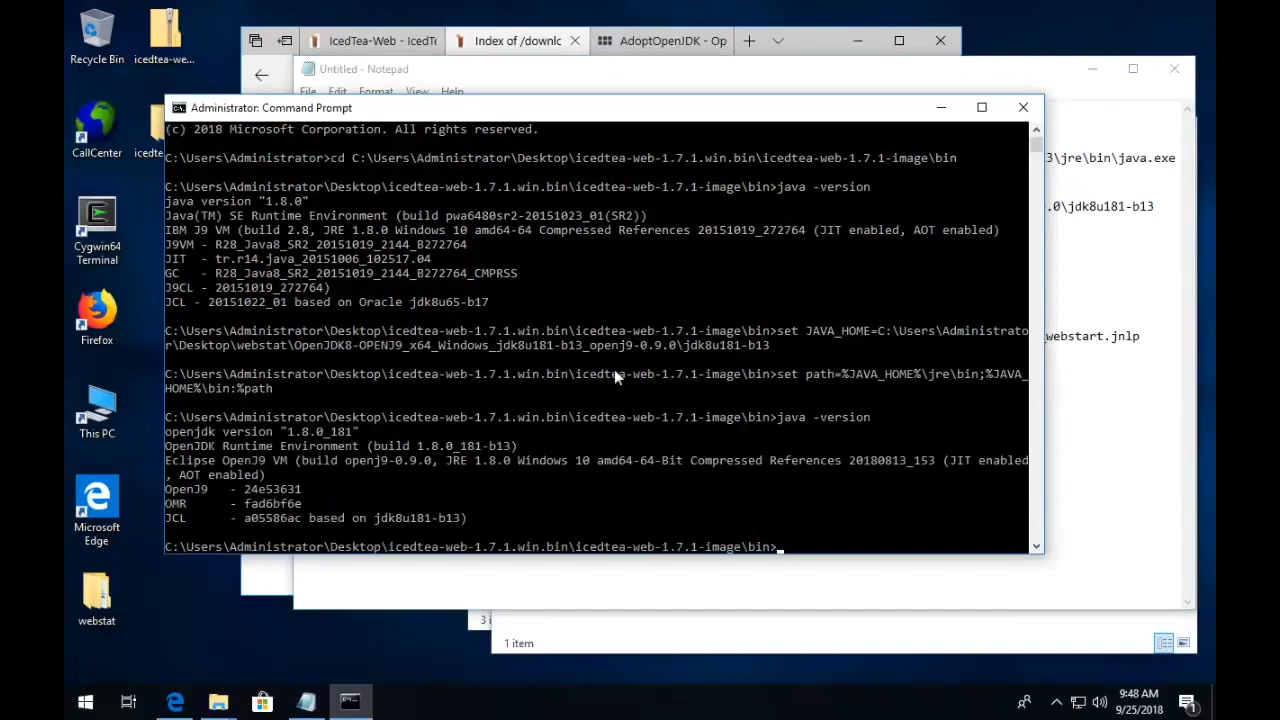 Recycle Bin
icedtea-we...
CallCenter
icedte
Cygwin64
Terminal
Firefox
This PC
Microsoft
Edge
webstat
IcedTea-Web - IcedTe
Index of /downlo
AdoptOpenJDK - Op
Untitled - Notepad
File Edit Format View Help
3\jre\bin\java.exe
.0\jdk8u181-b13
_webstart.jnlp
Administrator: Command Prompt
(c) 2018 Microsoft Corporation. All rights reserved.
C:\Users\Administrator>cd C:\Users\Administrator\Desktop\icedtea-web-1.7.1.win.bin\icedtea-web-1.7.1-image\bin
C:\Users\Administrator\Desktop\icedtea-web-1.7.1.win.bin\icedtea-web-1.7.1-image\bin>java -version
java version "1.8.0"
Java(TM) SE Runtime Environment (build pwa6480sr2-20151023_01(SR2))
IBM J9 VM (build 2.8, JRE 1.8.0 Windows 10 amd64-64 Compressed References 20151019_272764 (JIT enabled, AOT enabled)
J9VM - R28_Java8_SR2_20151019_2144_B272764
JIT  - tr.r14.java_20151006_102517.04
GC   - R28_Java8_SR2_20151019_2144_B272764_CMPRSS
J9CL - 20151019_272764)
JCL - 20151022_01 based on Oracle jdk8u65-b17
C:\Users\Administrator\Desktop\icedtea-web-1.7.1.win.bin\icedtea-web-1.7.1-image\bin>set JAVA_HOME=C:\Users\Administrato
r\Desktop\webstat\OpenJDK8-OPENJ9_x64_Windows_jdk8u181-b13_openj9-0.9.0\jdk8u181-b13
C:\Users\Administrator\Desktop\icedtea-web-1.7.1.win.bin\icedtea-web-1.7.1-image\bin>set path=%JAVA_HOME%\jre\bin;%JAVA_
HOME%\bin:%path
C:\Users\Administrator\Desktop\icedtea-web-1.7.1.win.bin\icedtea-web-1.7.1-image\bin>java -version
openjdk version "1.8.0_181"
OpenJDK Runtime Environment (build 1.8.0_181-b13)
Eclipse OpenJ9 VM (build openj9-0.9.0, JRE 1.8.0 Windows 10 amd64-64-Bit Compressed References 20180813_153 (JIT enabled
, AOT enabled)
OpenJ9   - 24e53631
OMR      - fad6bf6e
JCL      - a05586ac based on jdk8u181-b13)
C:\Users\Administrator\Desktop\icedtea-web-1.7.1.win.bin\icedtea-web-1.7.1-image\bin>
3 i
1 item
9:48 AM
9/25/2018
1